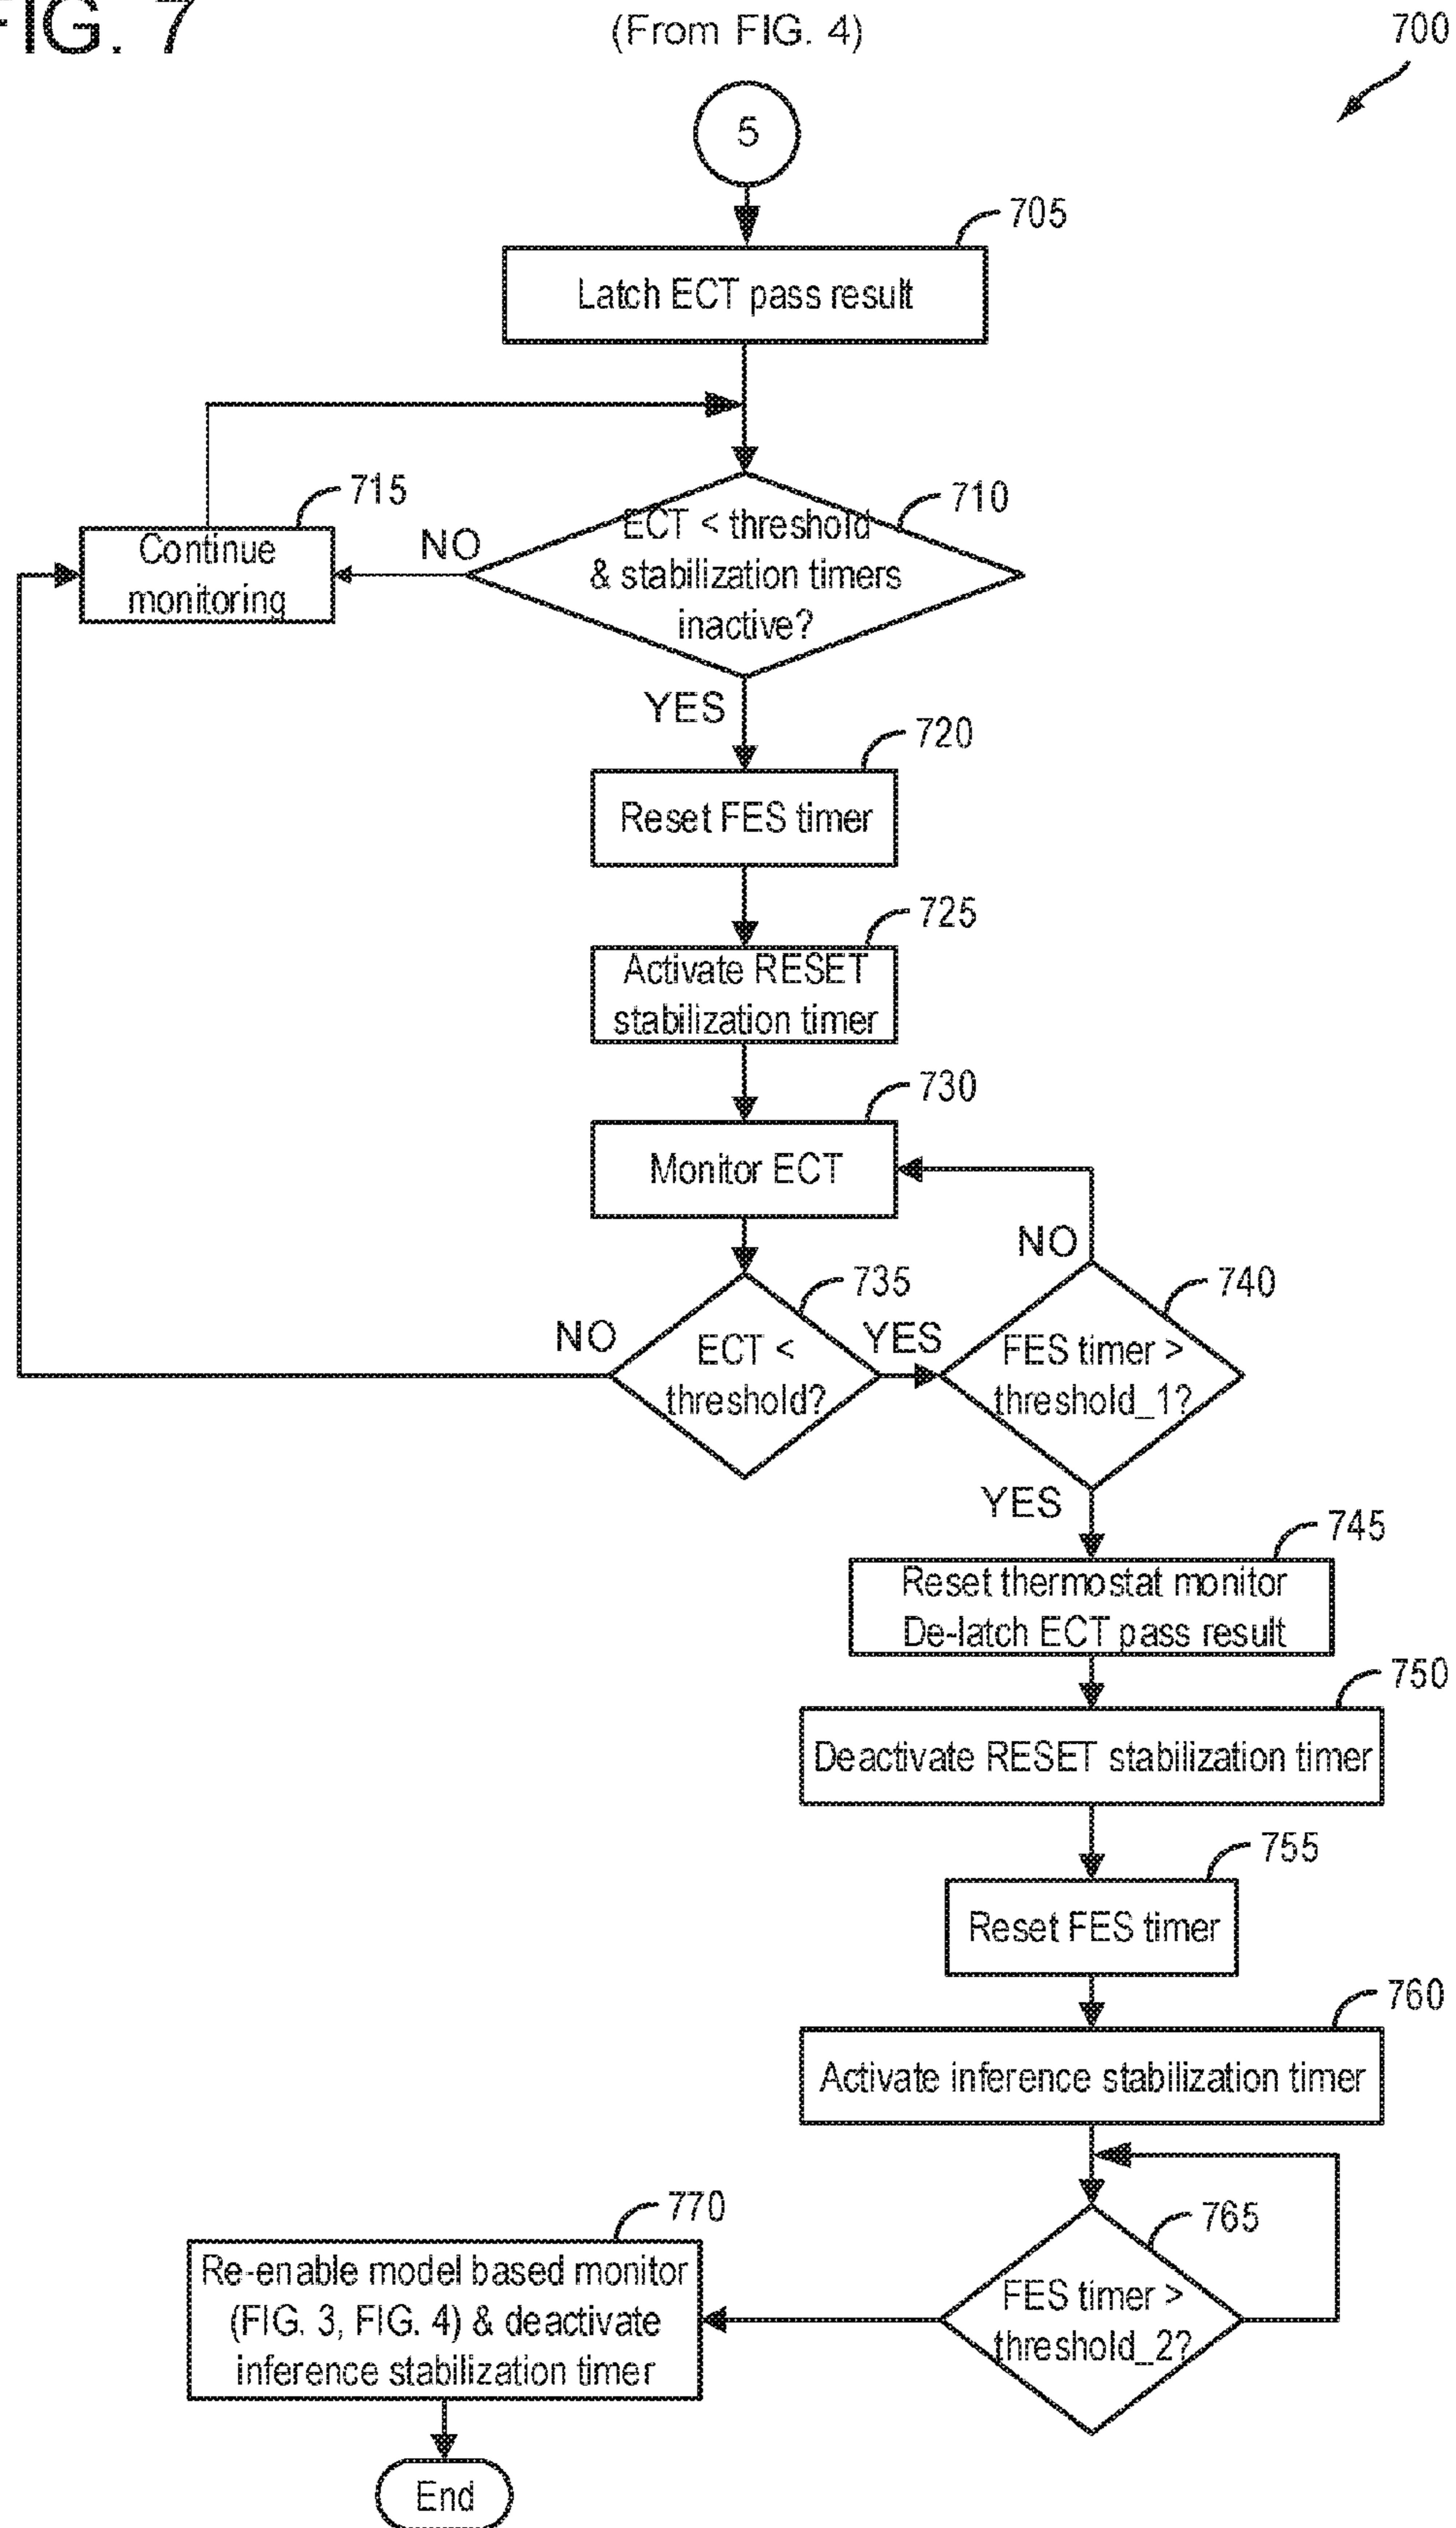 FIG. 7
(From FIG. 4)
700
5
705
Latch ECT pass result
715
Continue
monitoring
NO
710
ECT < threshold
& stabilization timers
inactive?
YES
720
Reset FES timer
725
Activate RESET
stabilization timer
730
Monitor ECT
NO
735
ECT <
threshold?
YES
NO
740
FES timer >
threshold_1?
YES
745
Reset thermostat monitor
De-latch ECT pass result
750
Deactivate RESET stabilization timer
755
Reset FES timer
760
Activate inference stabilization timer
765
FES timer >
threshold_2?
770
Re-enable model based monitor
(FIG. 3, FIG. 4) & deactivate
inference stabilization timer
End